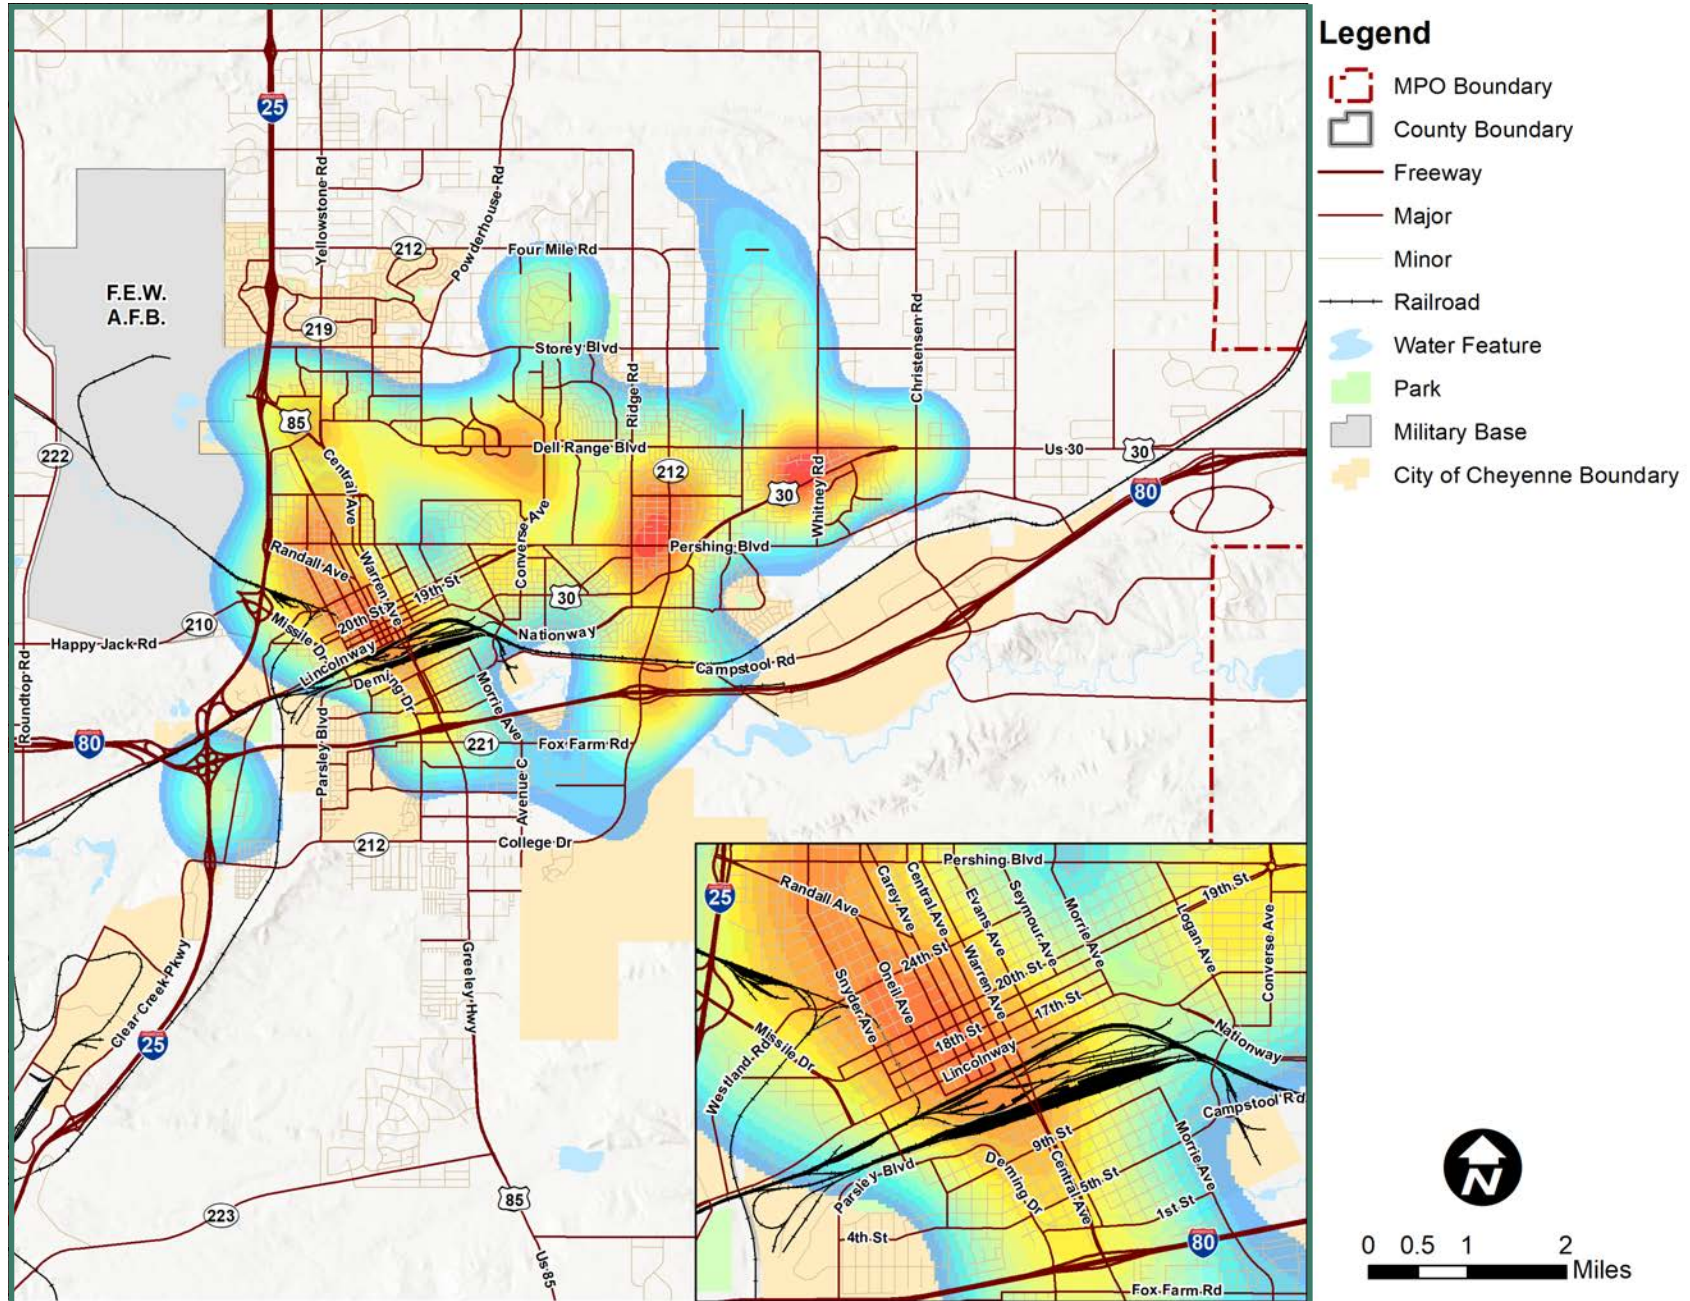 Legend
MPO Boundary
County Boundary
Freeway
Major
Minor
Railroad
Water Feature
Park
Military Base
City of Cheyenne Boundary
25
Yellowstone Rd
Powderhouse Rd
212
Four Mile Rd
F.E.W.
A.F.B.
219
Storey Blvd
Ridge Rd
Christensen Rd
85
222
Central Ave
Dell Range Blvd
212
Us 30
30
80
30
Whitney Rd
Converse Ave
Pershing Blvd
Randall Ave
Warren Ave
19th St
30
210
20th St
Happy Jack Rd
Missile Dr
Nationway
Lincolnway
Campstool Rd
Deming Dr
Morrie Ave
Roundtop Rd
Parsley Blvd
80
221
Fox Farm Rd
Avenue C
212
College Dr
Clear Creek Pkwy
Greeley Hwy
25
85
223
Us 85
Pershing Blvd
25
Randall Ave
Carey Ave
Central Ave
Evans Ave
Seymour Ave
Morrie Ave
19th St
Logan Ave
Converse Ave
24th St
Snyder Ave
Oneil Ave
Warren Ave
20th St
17th St
18th St
Lincolnway
Missile Dr
Westland Rd
Nationway
Campstool Rd
9th St
Parsley Blvd
Deming Dr
Central Ave
5th St
Morrie Ave
1st St
4th St
80
Fox Farm Rd
N
0 0.5 1 2
Miles